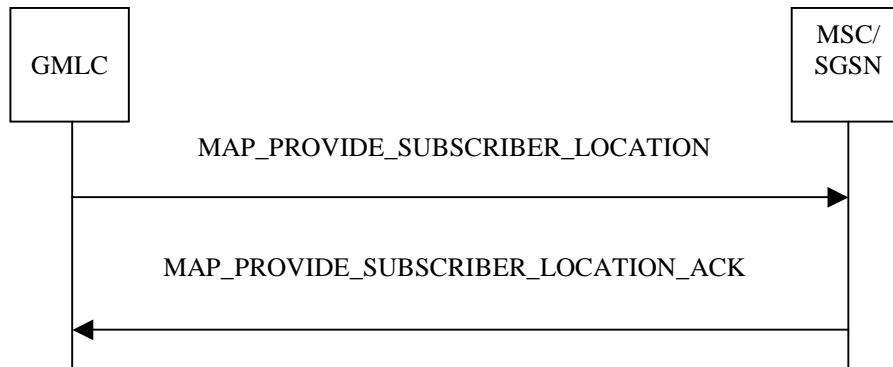 GMLC
MSC/
SGSN
MAP_PROVIDE_SUBSCRIBER_LOCATION
MAP_PROVIDE_SUBSCRIBER_LOCATION_ACK